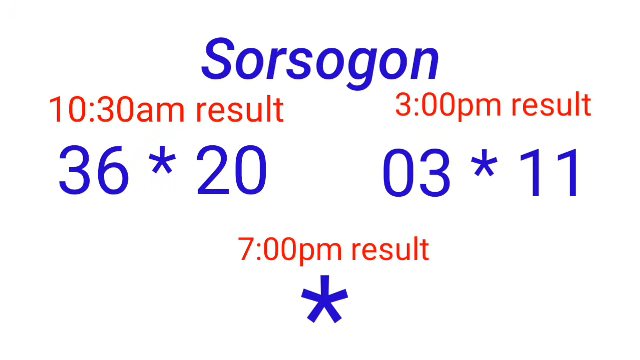 Sorsogon
10:30am result
3:00pm result
36 * 20
03 * 11
7:00pm result
*